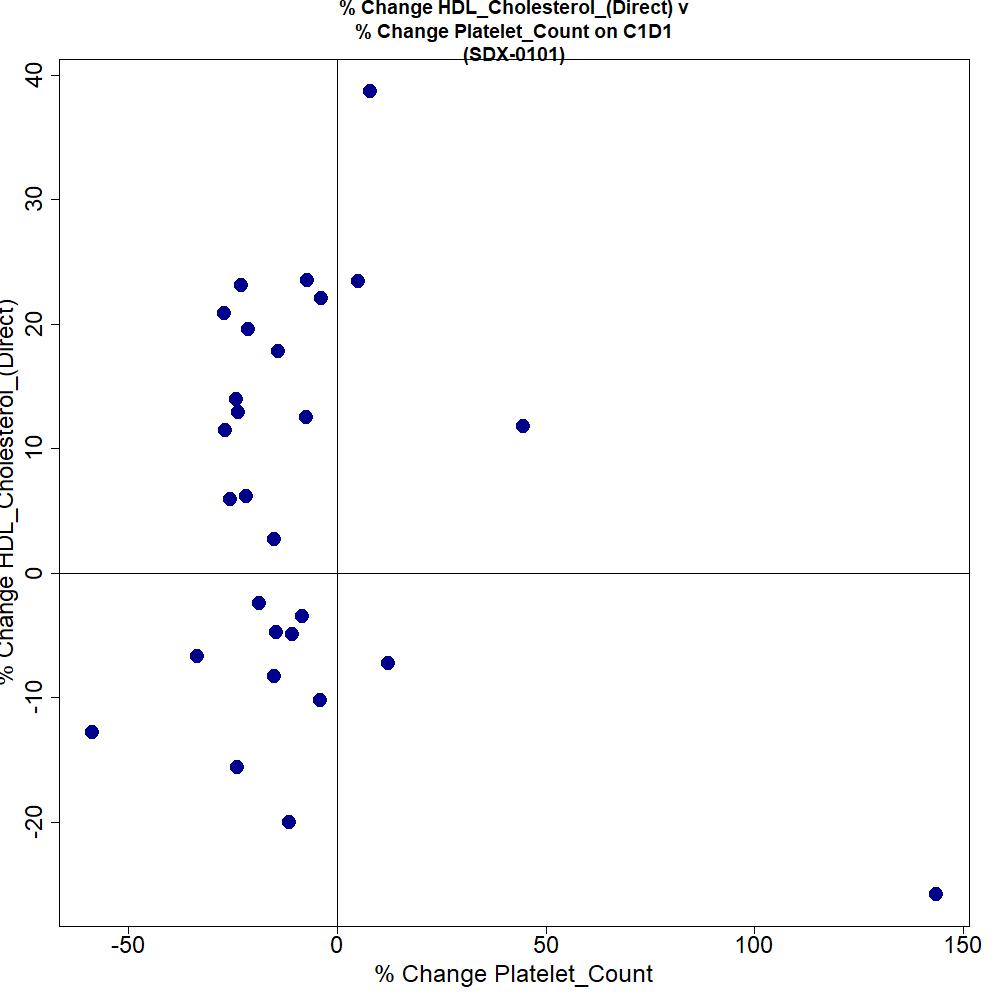 % Change HDL_Cholesterol_(Direct) v
% Change Platelet_Count on C1D1
(SDX-0101)
% Change HDL_Cholesterol_(Direct)
40
30
20
10
0
-10
-20
-50
0
50
100
150
% Change Platelet_Count